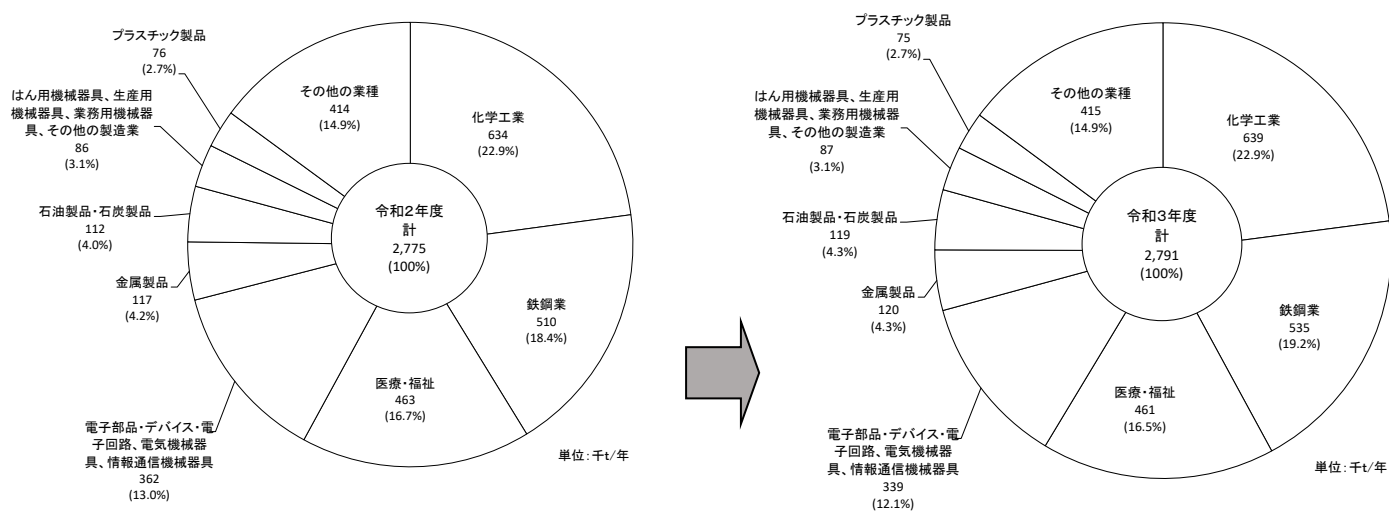 プラスチック製品
76
(2.7%)
その他の業種
414
(14.9%)
化学工業
634
(22.9%)
はん用機械器具、生産用
機械器具、業務用機械器
具、その他の製造業
86
(3.1%)
石油製品・石炭製品
112
(4.0%)
令和2年度
計
2,775
(100%)
金属製品
117
(4.2%)
鉄鋼業
510
(18.4%)
医療・福祉
463
(16.7%)
電子部品・デバイス・電
子回路、電気機械器
具、情報通信機械器具
362
(13.0%)
単位:千t/年
プラスチック製品
75
(2.7%)
その他の業種
415
(14.9%)
化学工業
639
(22.9%)
はん用機械器具、生産用
機械器具、業務用機械器
具、その他の製造業
87
(3.1%)
石油製品・石炭製品
119
(4.3%)
令和3年度
計
2,791
(100%)
金属製品
120
(4.3%)
鉄鋼業
535
(19.2%)
医療・福祉
461
(16.5%)
電子部品・デバイス・電
子回路、電気機械器
具、情報通信機械器具
339
(12.1%)
単位:千t/年